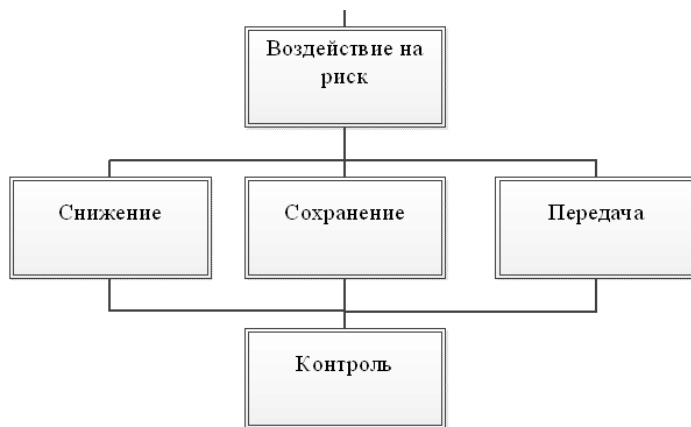 Воздействие на
риск
Снижение
Сохранение
Передача
Контроль